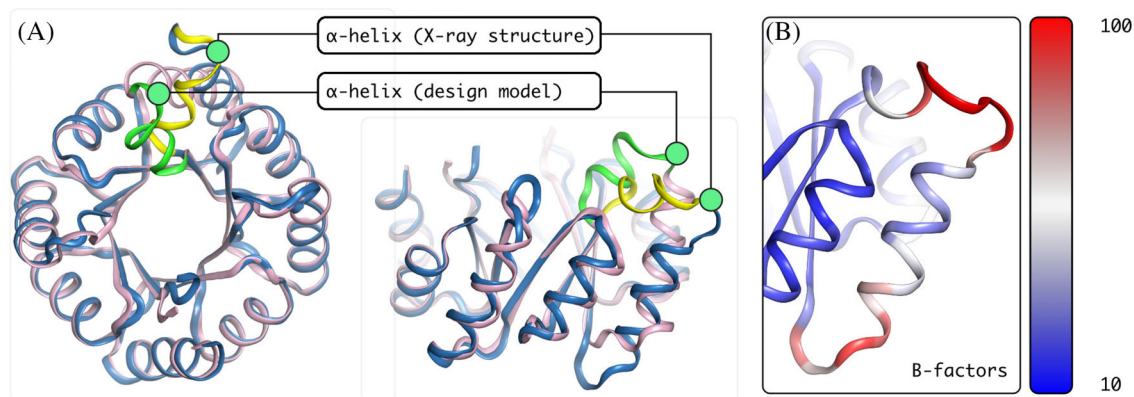 (A)
α-helix (X-ray structure)
α-helix (design model)
(B)
100
B-factors
10